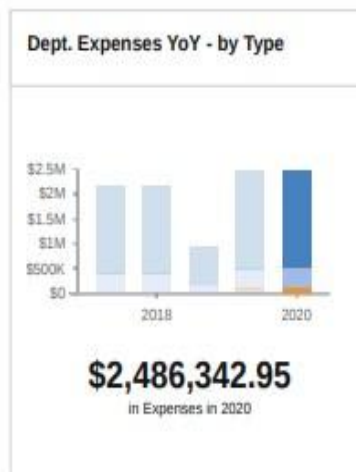 Dept. Expenses YoY - by Type
$2.5M
$2M
$1.5M
$1M
$500K
$0
2018 2020
$2,486,342.95
in Expenses in 2020